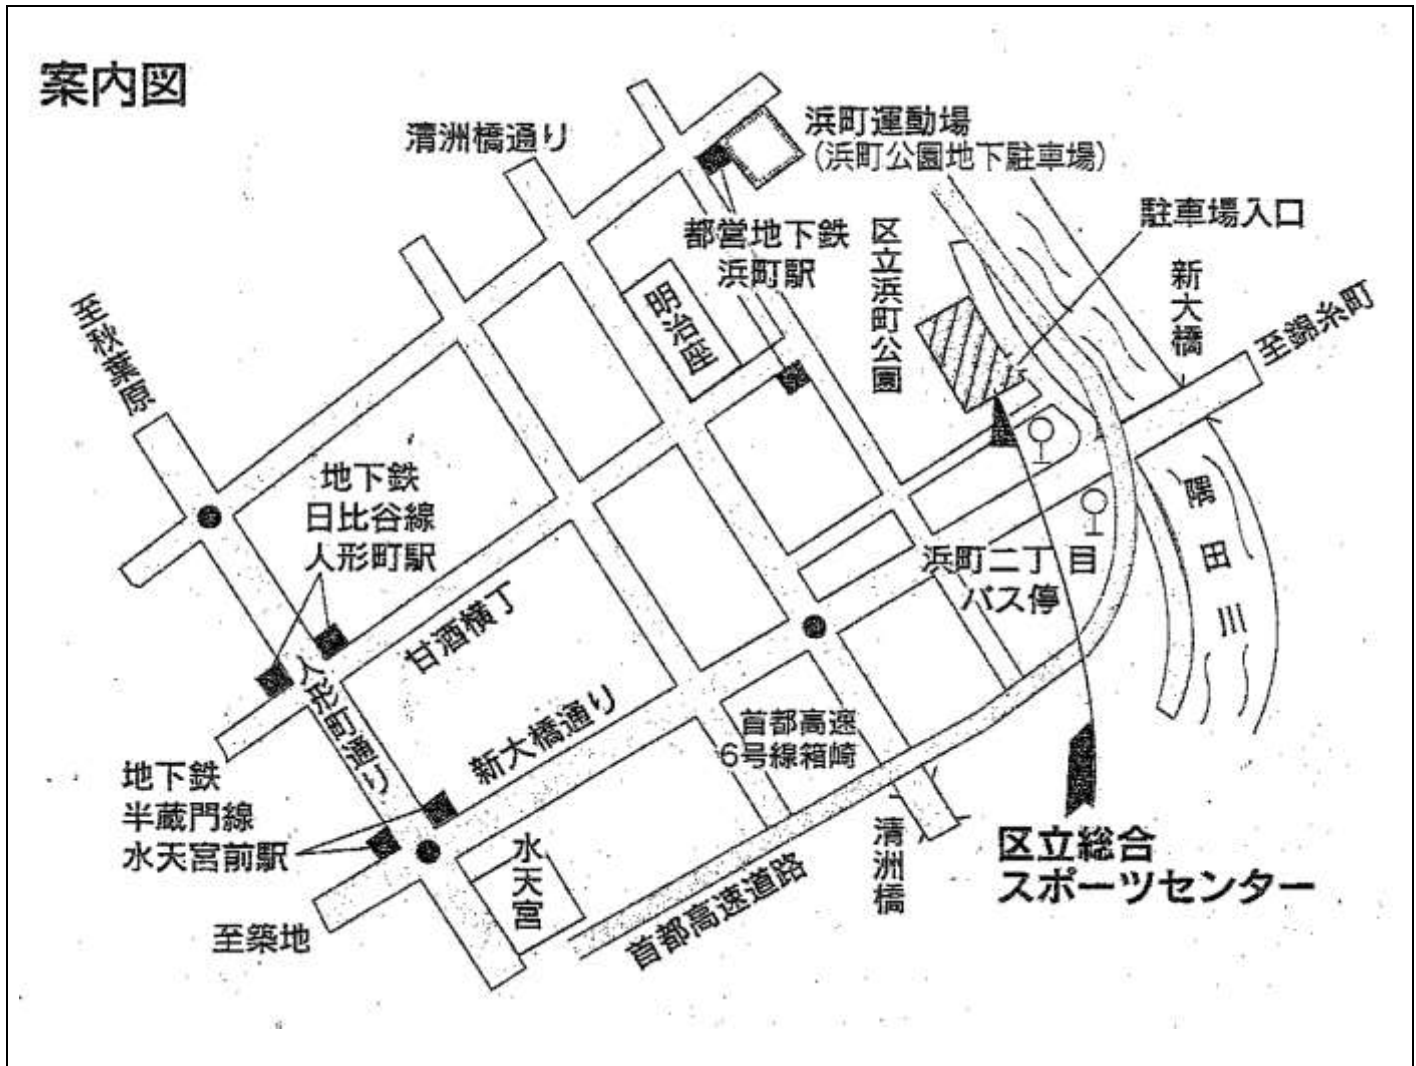 案内図
清洲橋通り
浜町運動場
（浜町公園地下駐車場）
駐車場入口
都営地下鉄
浜町駅
区立浜町公園
新大橋
至錦糸町
明治座
至秋葉原
地下鉄
日比谷線
人形町駅
甘酒横丁
人形町通り
新大橋通り
浜町二丁目
バス停
隅田川
首都高速
6号線箱崎
地下鉄
半蔵門線
水天宮前駅
水天宮
清洲橋
区立総合
スポーツセンター
至築地
首都高速道路